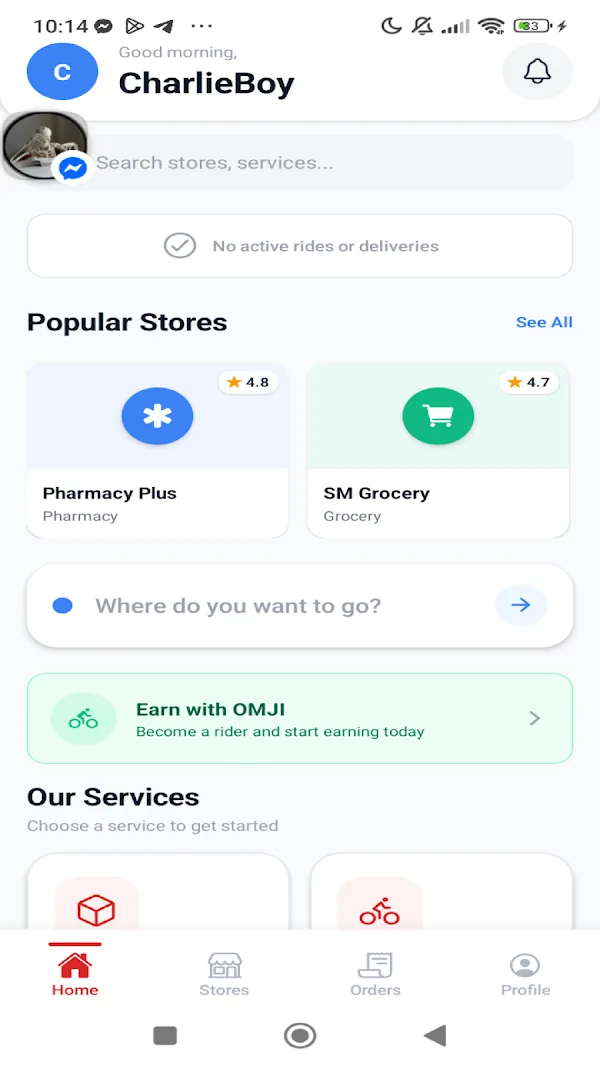 10:14
83
Good morning,
C
CharlieBoy
Search stores, services...
No active rides or deliveries
Popular Stores
See All
4.8
4.7
Pharmacy Plus
SM Grocery
Pharmacy
Grocery
Where do you want to go?
Earn with OMJI
Become a rider and start earning today
Our Services
Choose a service to get started
Home
Stores
Orders
Profile